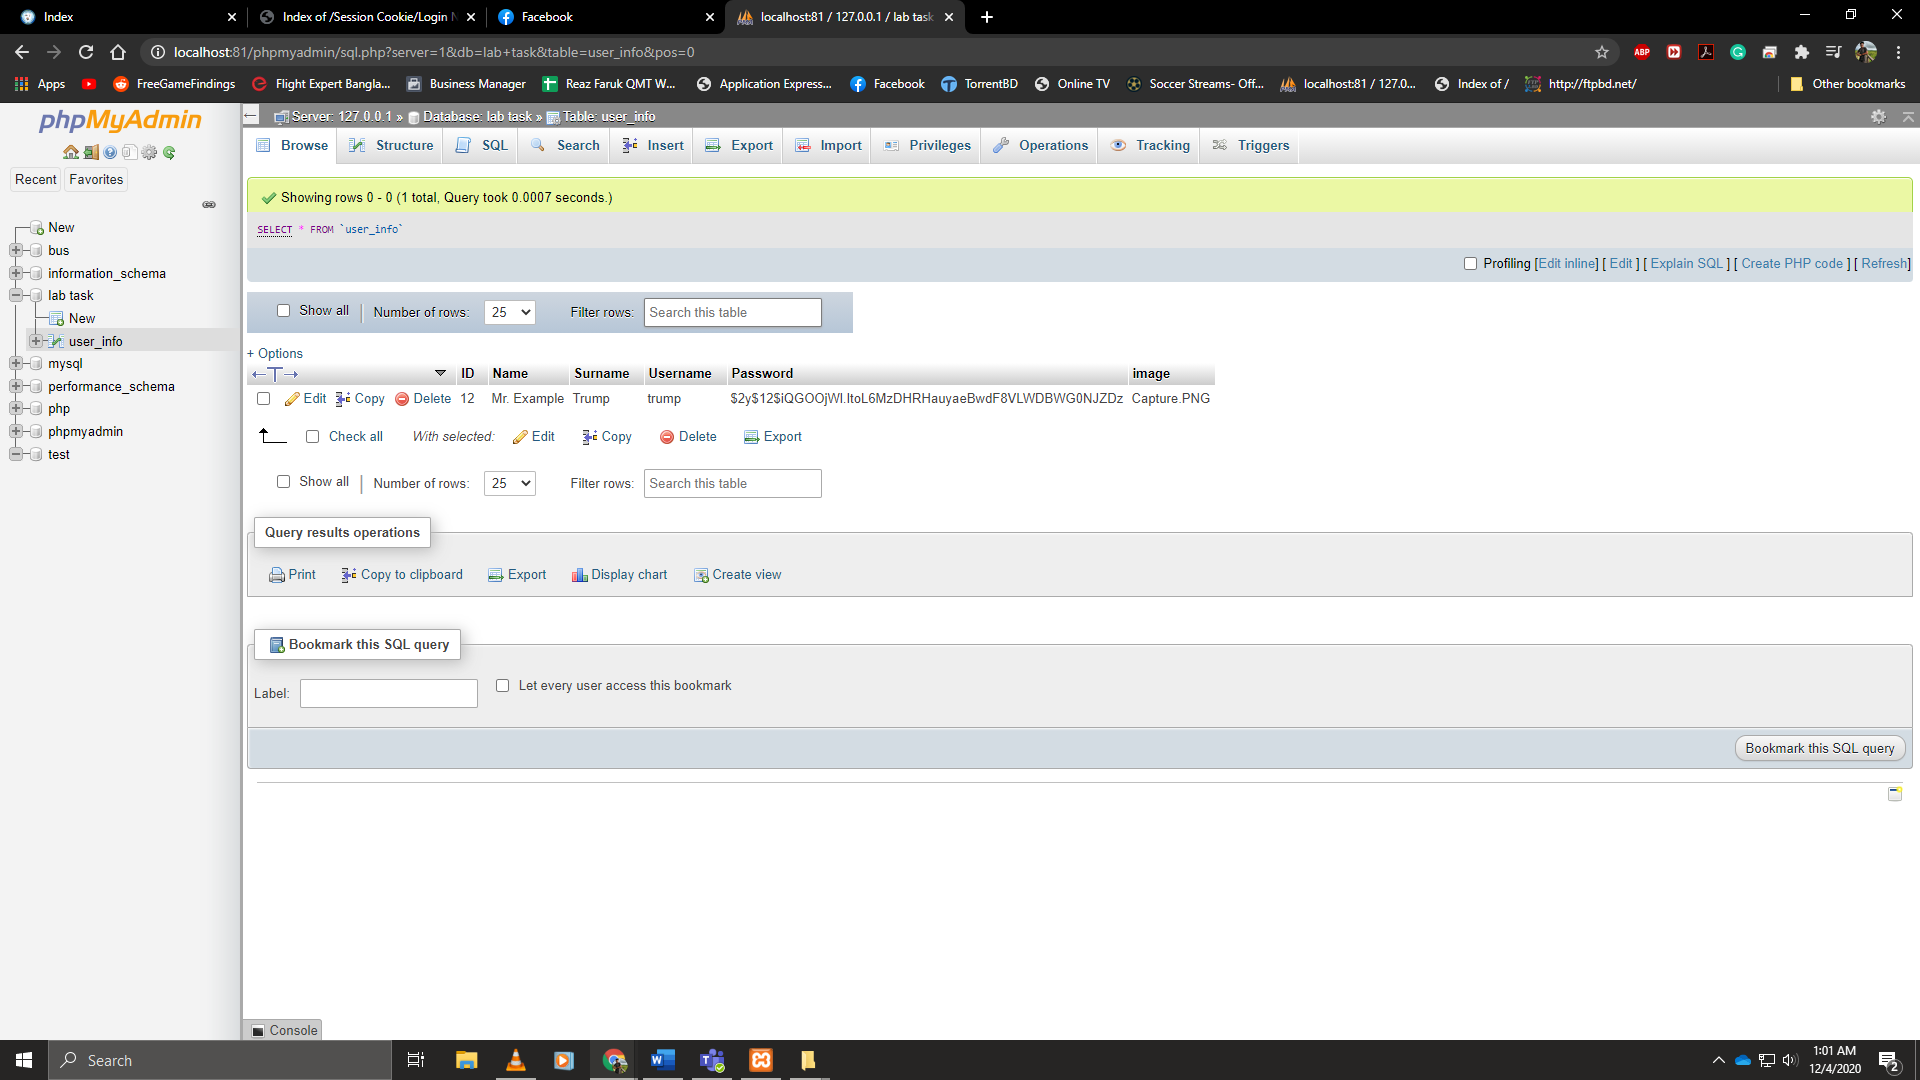 Index
Index of /Session Cookie/Login N
Facebook
localhost:81 / 127.0.0.1 / lab task
localhost:81/phpmyadmin/sql.php?server=1&db=lab+task&table=user_info&pos=0
ABP
Apps
FreeGameFindings
Flight Expert Bangla...
Business Manager
Reaz Faruk QMT W...
Application Express...
Facebook
TorrentBD
Online TV
Soccer Streams- Off...
localhost:81 / 127.0...
Index of /
http://ftpbd.net/
Other bookmarks
phpMyAdmin
Recent
Favorites
New
bus
information_schema
lab task
New
user_info
mysql
performance_schema
php
phpmyadmin
test
Server: 127.0.0.1 » Database: lab task » Table: user_info
Browse
Structure
SQL
Search
Insert
Export
Import
Privileges
Operations
Tracking
Triggers
Showing rows 0 - 0 (1 total, Query took 0.0007 seconds.)
SELECT * FROM `user_info`
Profiling [Edit inline] [ Edit ] [ Explain SQL ] [ Create PHP code ] [ Refresh]
Show all | Number of rows: 25 Filter rows: Search this table
+ Options
←T→ ID Name Surname Username Password image
Edit Copy Delete 12 Mr. Example Trump trump $2y$12$iQGOOjWl.ltoL6MzDHRHauyaeBwdF8VLWDBWG0NJZDz Capture.PNG
Check all With selected: Edit Copy Delete Export
Show all | Number of rows: 25 Filter rows: Search this table
Query results operations
Print Copy to clipboard Export Display chart Create view
Bookmark this SQL query
Label: Let every user access this bookmark
Bookmark this SQL query
Console
Search
1:01 AM
12/4/2020
2